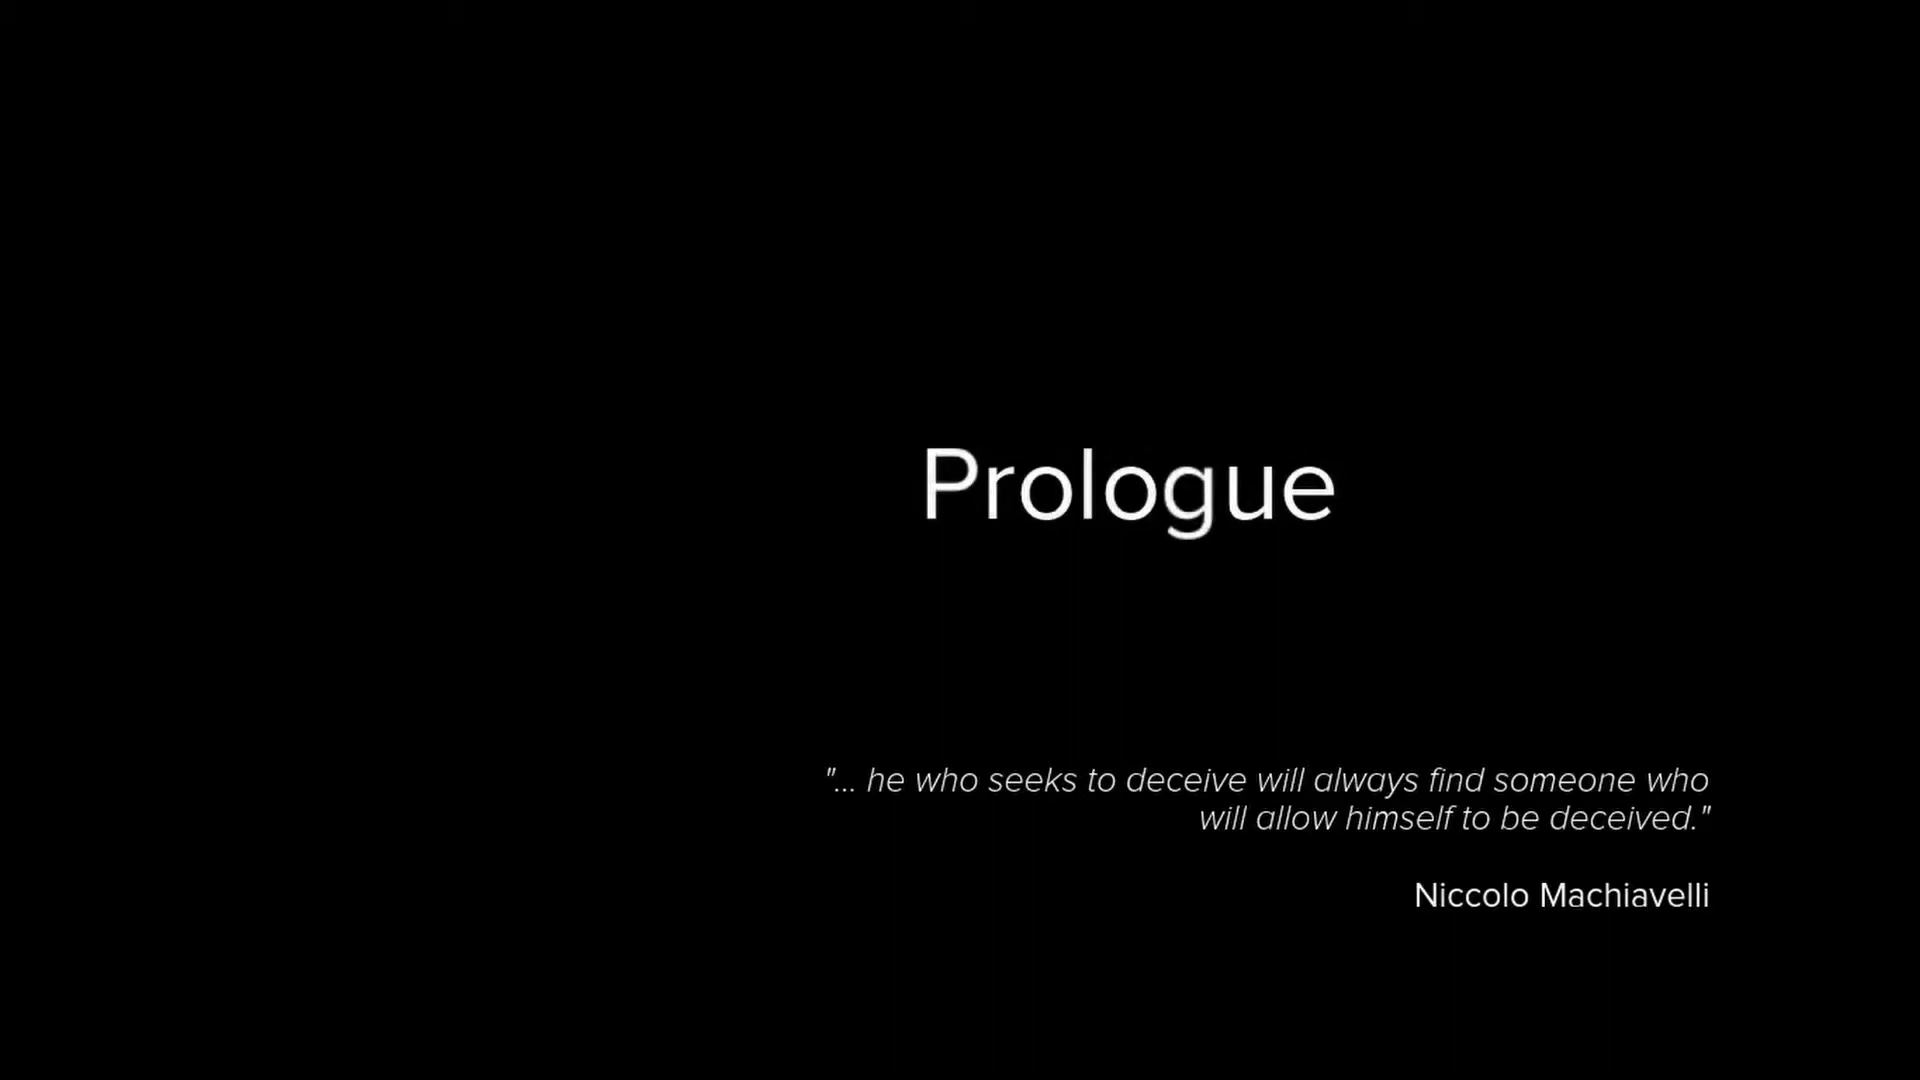 Prologue
"... he who seeks to deceive will always find someone who
will allow himself to be deceived."
Niccolo Machiavelli